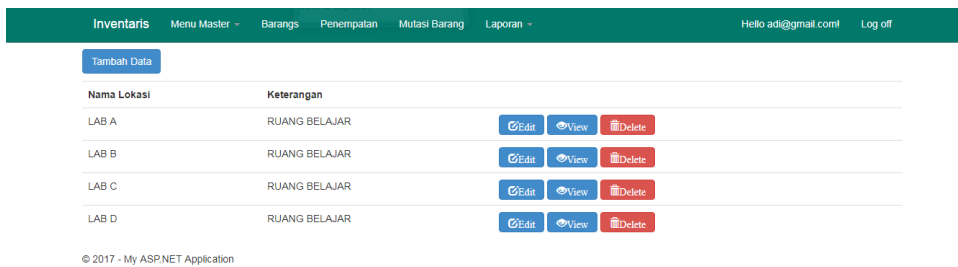 Inventaris Menu Master Barangs Penempatan Mutasi Barang Laporan Hello adi@gmail.com! Log off
Tambah Data
Nama Lokasi Keterangan
LAB A RUANG BELAJAR Edit View Delete
LAB B RUANG BELAJAR Edit View Delete
LAB C RUANG BELAJAR Edit View Delete
LAB D RUANG BELAJAR Edit View Delete
© 2017 - My ASP.NET Application